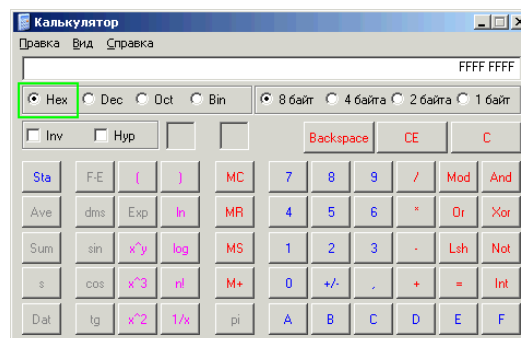 Калькулятор
Правка Вид Справка
FFFF FFFF
Hex Dec Oct Bin 8 байт 4 байта 2 байта 1 байт
Inv Hyp Backspace CE C
Sta F-E ( ) MC 7 8 9 / Mod And
Ave dms Exp ln MR 4 5 6 * Or Xor
Sum sin x^y log MS 1 2 3 - Lsh Not
s cos x^3 n! M+ 0 +/- , + = Int
Dat tg x^2 1/x pi A B C D E F